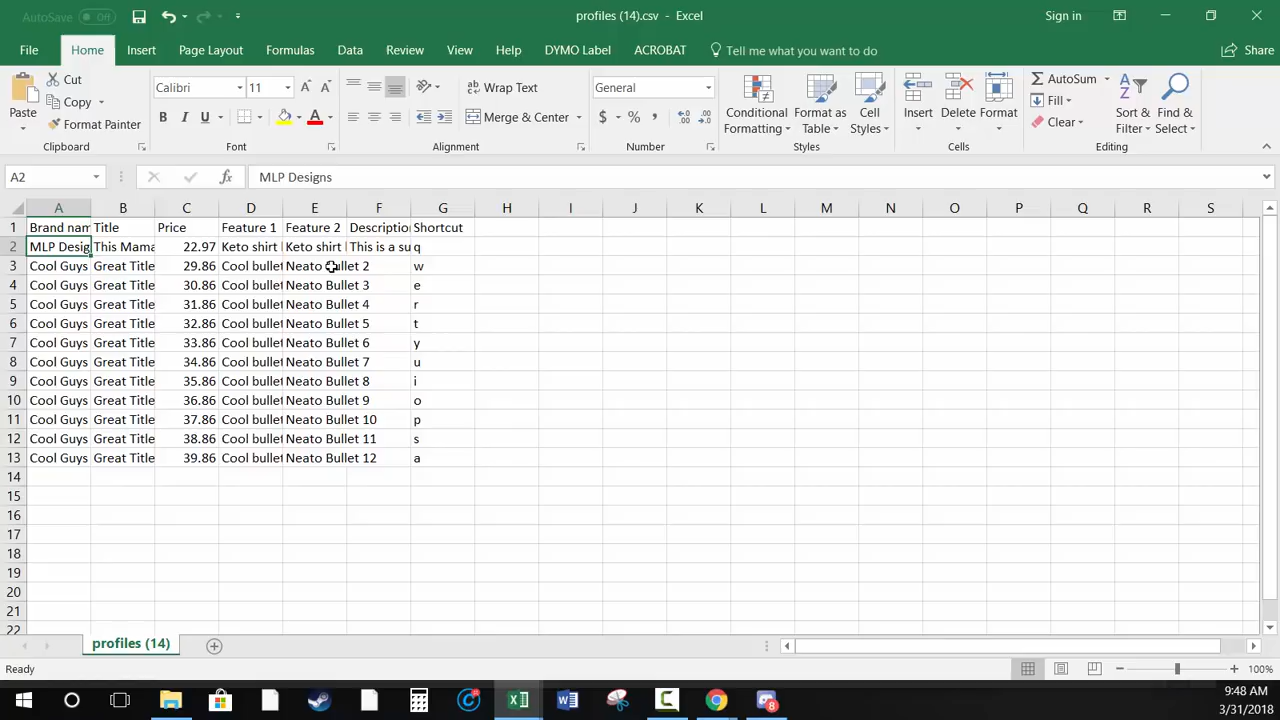 AutoSave Off
profiles (14).csv - Excel
Sign in
File Home Insert Page Layout Formulas Data Review View Help DYMO Label ACROBAT Tell me what you want to do Share
Paste
Cut
Copy
Format Painter
Clipboard
Calibri 11
B I U
Font
Wrap Text
Merge & Center
Alignment
General
$ % ,
Number
Conditional Formatting
Format as Table
Cell Styles
Styles
Insert Delete Format
Cells
AutoSum
Fill
Clear
Sort & Filter
Find & Select
Editing
A2 fx MLP Designs
A B C D E F G H I J K L M N O P Q R S
1 Brand nam Title Price Feature 1 Feature 2 Descriptio Shortcut
2 MLP Desig This Mama 22.97 Keto shirt Keto shirt This is a su q
3 Cool Guys Great Title 29.86 Cool bullet Neato Bullet 2 w
4 Cool Guys Great Title 30.86 Cool bullet Neato Bullet 3 e
5 Cool Guys Great Title 31.86 Cool bullet Neato Bullet 4 r
6 Cool Guys Great Title 32.86 Cool bullet Neato Bullet 5 t
7 Cool Guys Great Title 33.86 Cool bullet Neato Bullet 6 y
8 Cool Guys Great Title 34.86 Cool bullet Neato Bullet 7 u
9 Cool Guys Great Title 35.86 Cool bullet Neato Bullet 8 i
10 Cool Guys Great Title 36.86 Cool bullet Neato Bullet 9 o
11 Cool Guys Great Title 37.86 Cool bullet Neato Bullet 10 p
12 Cool Guys Great Title 38.86 Cool bullet Neato Bullet 11 s
13 Cool Guys Great Title 39.86 Cool bullet Neato Bullet 12 a
14
15
16
17
18
19
20
21
22
profiles (14)
Ready
100%
9:48 AM
3/31/2018